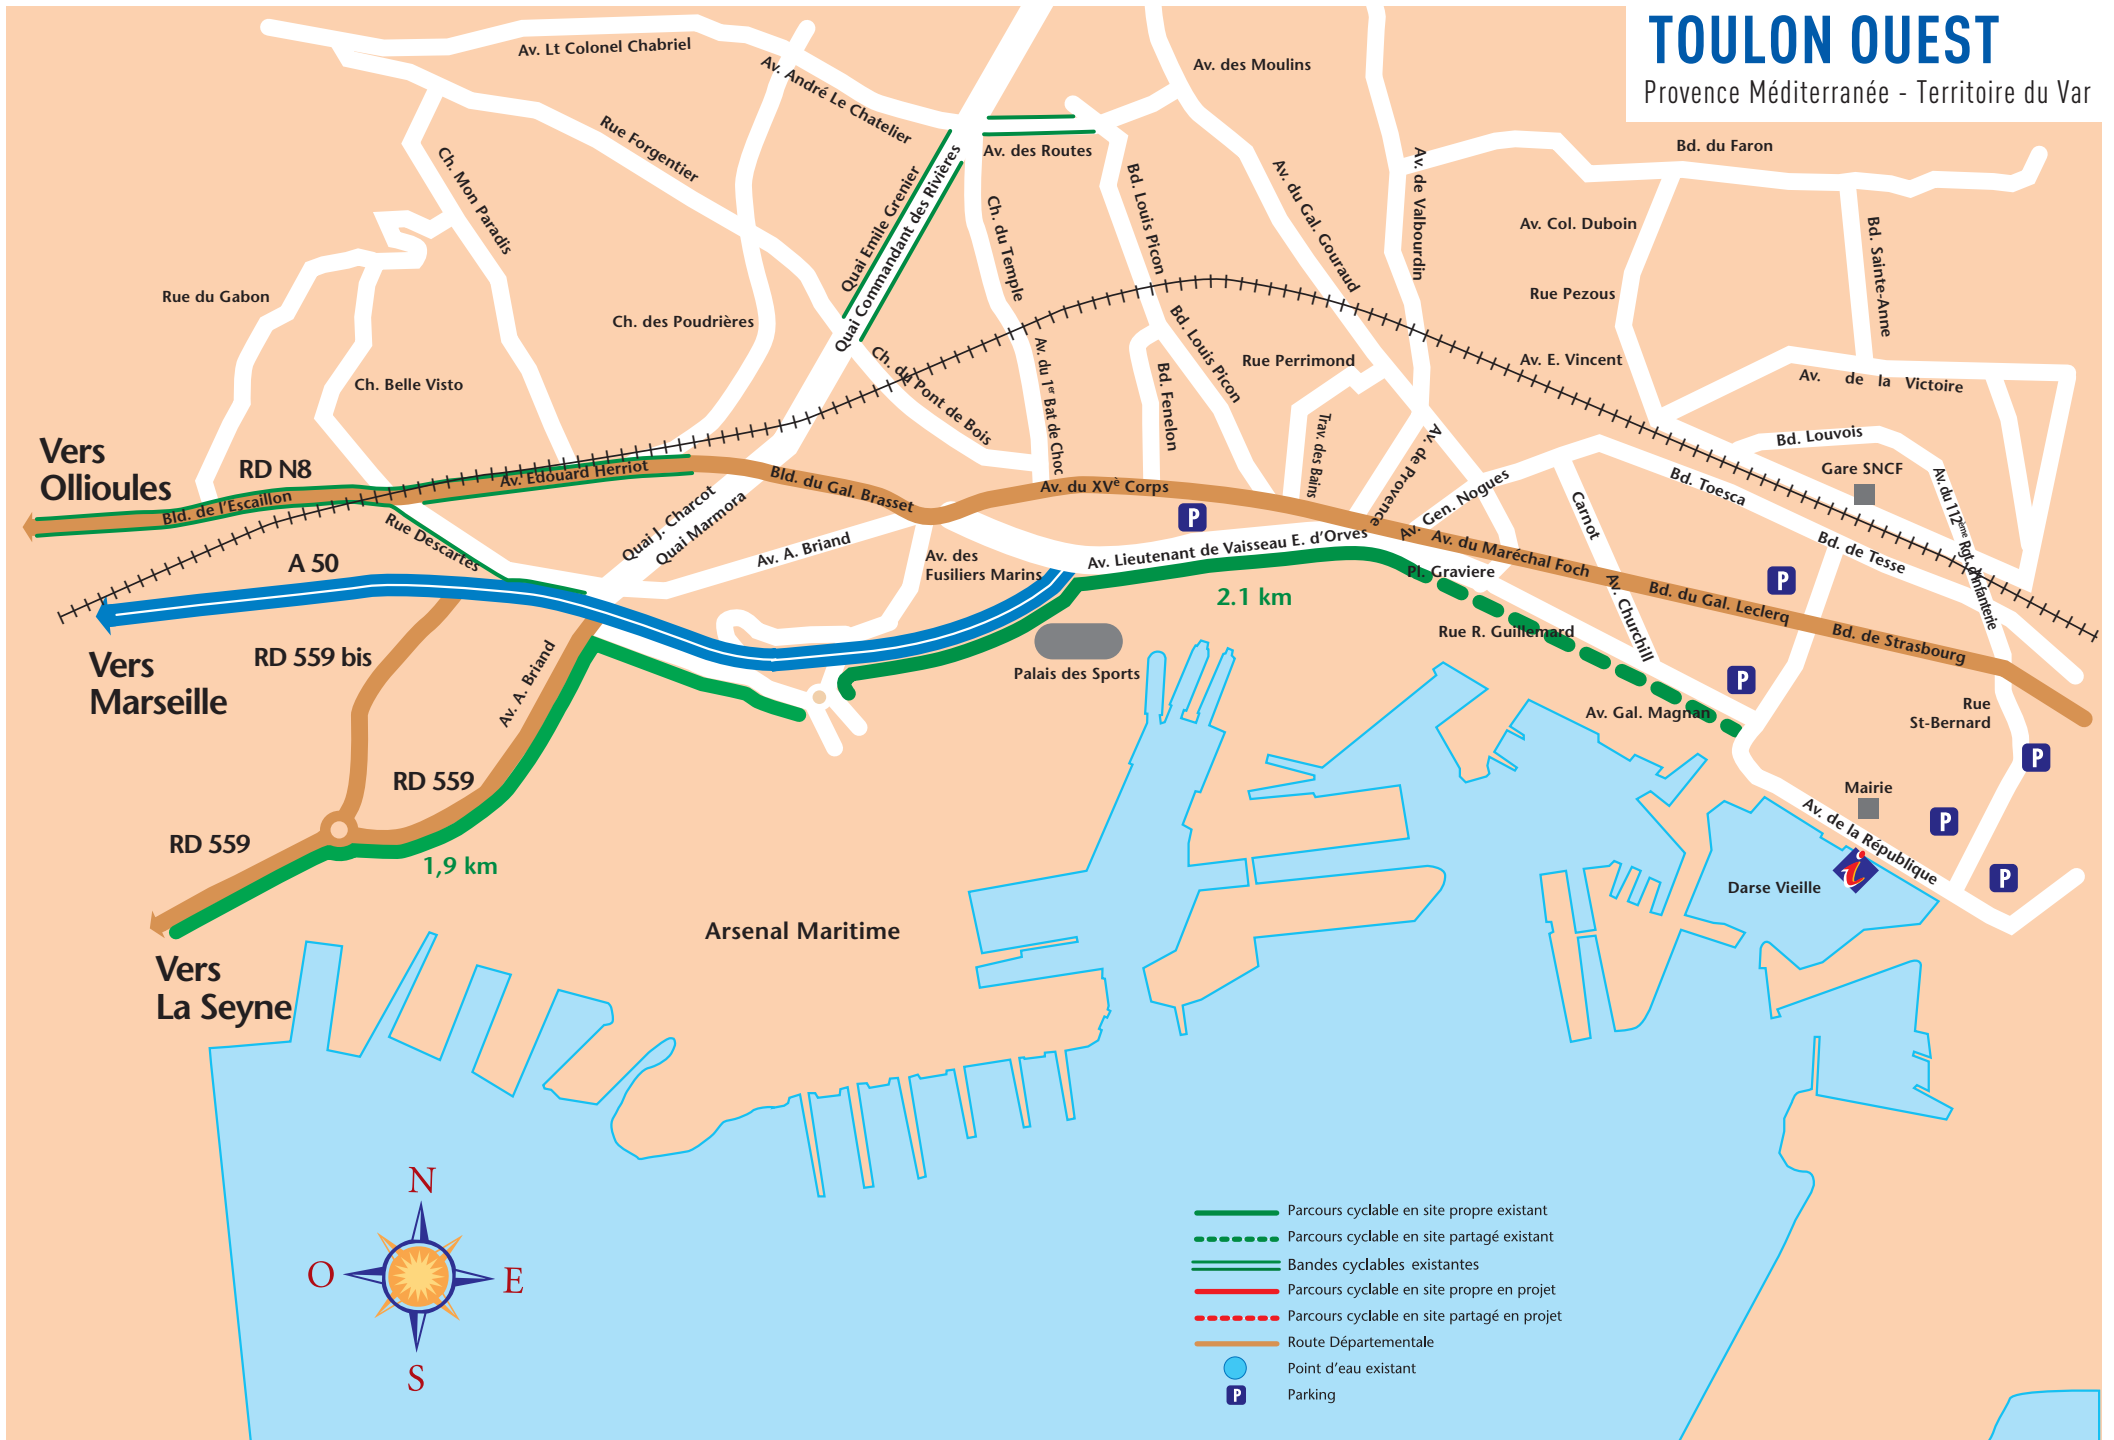 TOULON OUEST
Provence Méditerranée - Territoire du Var
Av. Lt Colonel Chabriel
Av. André Le Chatelier
Av. des Moulins
Rue Forgentier
Ch. Mon Paradis
Av. des Routes
Bd. du Faron
Quai Emile Grenier
Quai Commandant des Rivières
Ch. du Temple
Bd. Louis Picon
Av. du Gal. Gouraud
Av. de Valbourdin
Av. Col. Duboin
Bd. Sainte-Anne
Rue du Gabon
Ch. des Poudrières
Rue Pezous
Ch. Belle Visto
Ch. du Pont de Bois
Av. du 1er Bat de Choc
Bd. Louis Picon
Bd. Fenelon
Rue Perrimond
Av. E. Vincent
Av. de la Victoire
Trav. des Bains
Av. de Provence
Bd. Louvois
Gare SNCF
Vers
Ollioules
RD N8
Bld. de l'Escaillon
Av. Edouard Herriot
Bld. du Gal. Brasset
Av. du XVè Corps
P
Av. Gen. Nogues
Carnot
Bd. Toesca
Bd. de Tesse
Av. du 112ème Rgt. d'Infanterie
Rue Descartes
Quai J. Charcot
Quai Marmora
Av. A. Briand
Av. des
Fusiliers Marins
Av. Lieutenant de Vaisseau E. d'Orves
Av. du Maréchal Foch
Pl. Graviere
A 50
2.1 km
Av. Churchill
P
Bd. du Gal. Leclerq
Bd. de Strasbourg
Rue R. Guillemard
Vers
Marseille
RD 559 bis
Av. A. Briand
Palais des Sports
P
Av. Gal. Magnan
Rue
St-Bernard
P
RD 559
RD 559
1,9 km
Mairie
Av. de la République
P
P
Darse Vieille
i
Arsenal Maritime
Vers
La Seyne
N
O
E
S
Parcours cyclable en site propre existant
Parcours cyclable en site partagé existant
Bandes cyclables existantes
Parcours cyclable en site propre en projet
Parcours cyclable en site partagé en projet
Route Départementale
Point d'eau existant
P
Parking